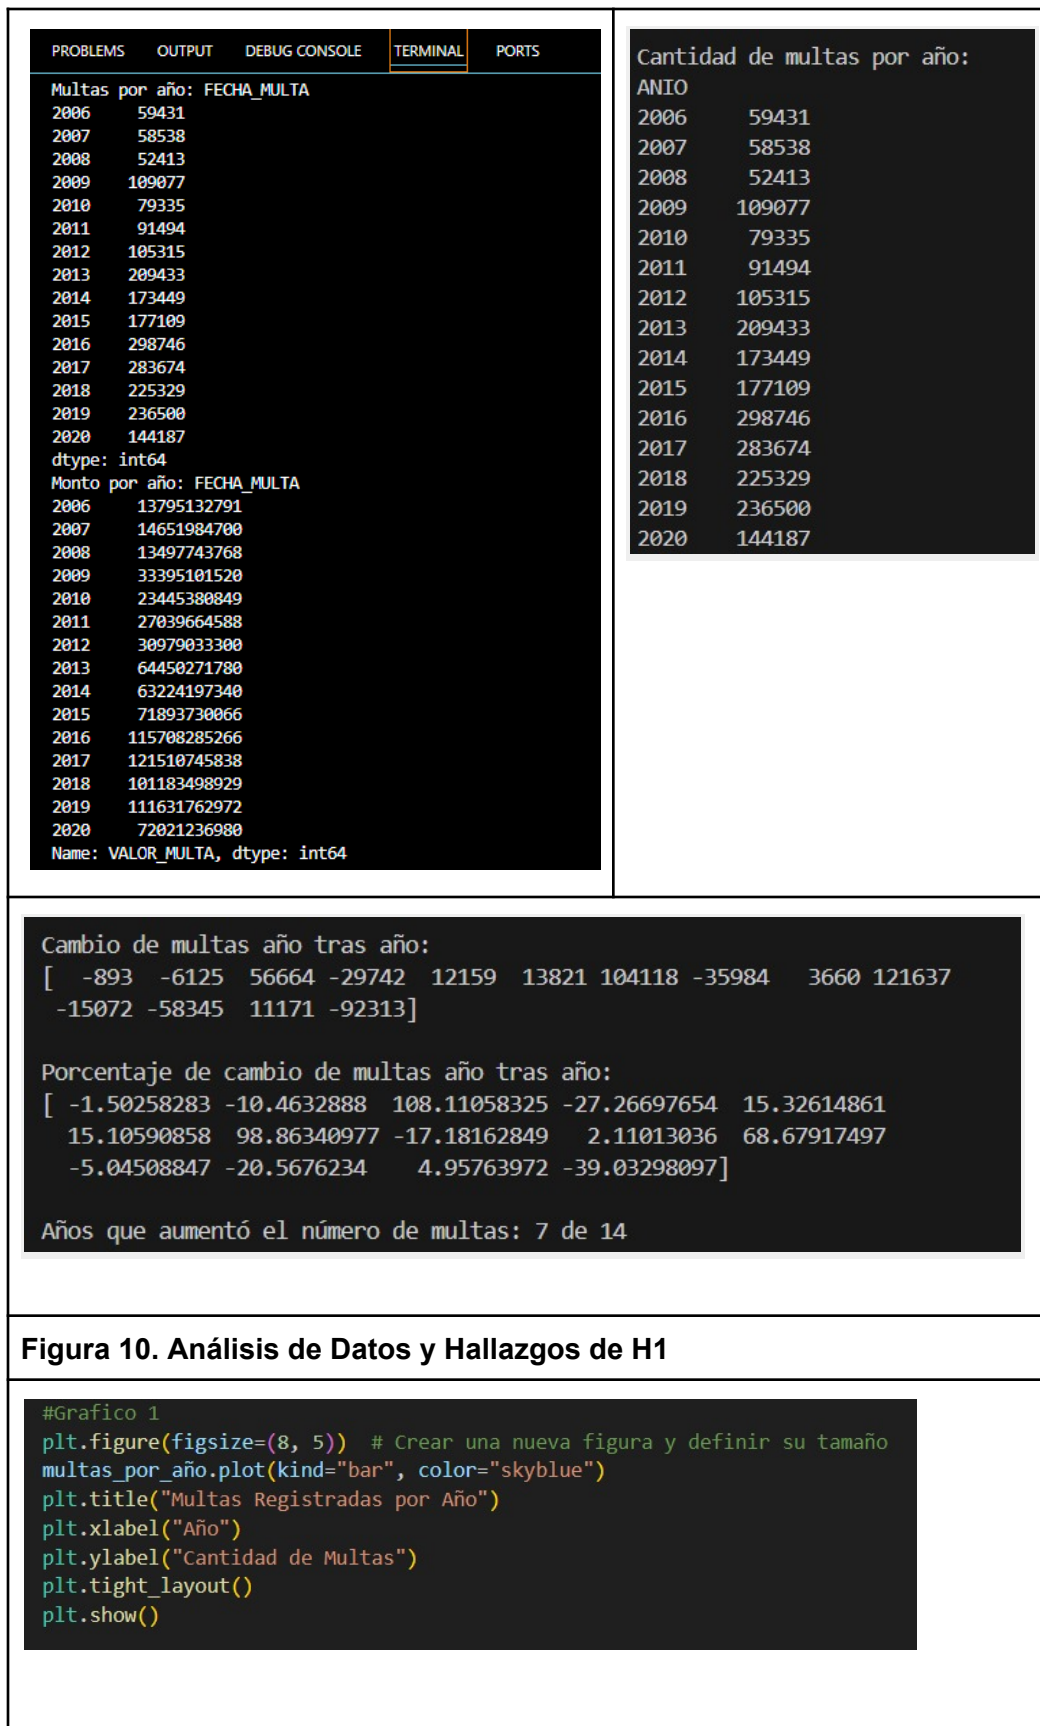 PROBLEMS OUTPUT DEBUG CONSOLE TERMINAL PORTS
Multas por año: FECHA_MULTA
2006 59431
2007 58538
2008 52413
2009 109077
2010 79335
2011 91494
2012 105315
2013 209433
2014 173449
2015 177109
2016 298746
2017 283674
2018 225329
2019 236500
2020 144187
dtype: int64
Monto por año: FECHA_MULTA
2006 13795132791
2007 14651984700
2008 13497743768
2009 33395101520
2010 23445380849
2011 27039664588
2012 30979033300
2013 64450271780
2014 63224197340
2015 71893730066
2016 115708285266
2017 121510745838
2018 101183498929
2019 111631762972
2020 72021236980
Name: VALOR_MULTA, dtype: int64
Cantidad de multas por año:
ANIO
2006 59431
2007 58538
2008 52413
2009 109077
2010 79335
2011 91494
2012 105315
2013 209433
2014 173449
2015 177109
2016 298746
2017 283674
2018 225329
2019 236500
2020 144187
Cambio de multas año tras año:
[ -893 -6125 56664 -29742 12159 13821 104118 -35984 3660 121637
-15072 -58345 11171 -92313]
Porcentaje de cambio de multas año tras año:
[ -1.50258283 -10.4632888 108.11058325 -27.26697654 15.32614861
15.10590858 98.86340977 -17.18162849 2.11013036 68.67917497
-5.04508847 -20.5676234 4.95763972 -39.03298097]
Años que aumentó el número de multas: 7 de 14
Figura 10. Análisis de Datos y Hallazgos de H1
#Grafico 1
plt.figure(figsize=(8, 5)) # Crear una nueva figura y definir su tamaño
multas_por_año.plot(kind="bar", color="skyblue")
plt.title("Multas Registradas por Año")
plt.xlabel("Año")
plt.ylabel("Cantidad de Multas")
plt.tight_layout()
plt.show()